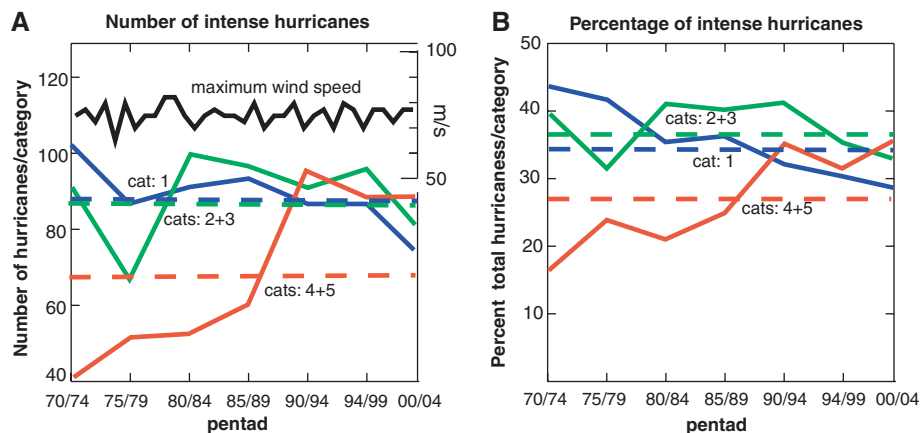 A
Number of intense hurricanes
Number of hurricanes/category
120
100
80
60
40
100
50
m/s
maximum wind speed
cat: 1
cats: 2+3
cats: 4+5
70/74 75/79 80/84 85/89 90/94 94/99 00/04
pentad
B
Percentage of intense hurricanes
Percent total hurricaness/category
50
40
30
20
10
0
cats: 2+3
cat: 1
cats: 4+5
70/74 75/79 80/84 85/89 90/94 94/99 00/04
pentad